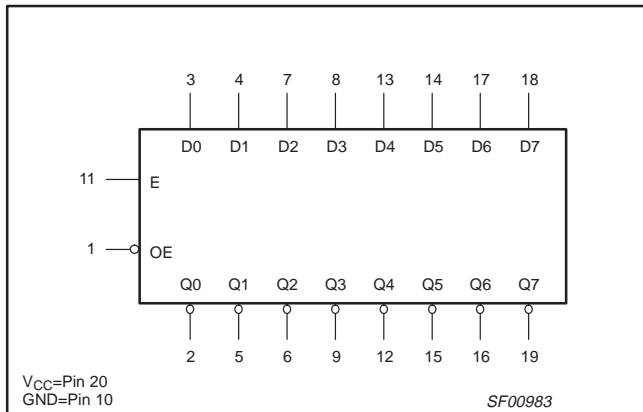 3 4 7 8 13 14 17 18
D0 D1 D2 D3 D4 D5 D6 D7
11 E
1 OE
Q0 Q1 Q2 Q3 Q4 Q5 Q6 Q7
2 5 6 9 12 15 16 19
VCC=Pin 20
GND=Pin 10
SF00983